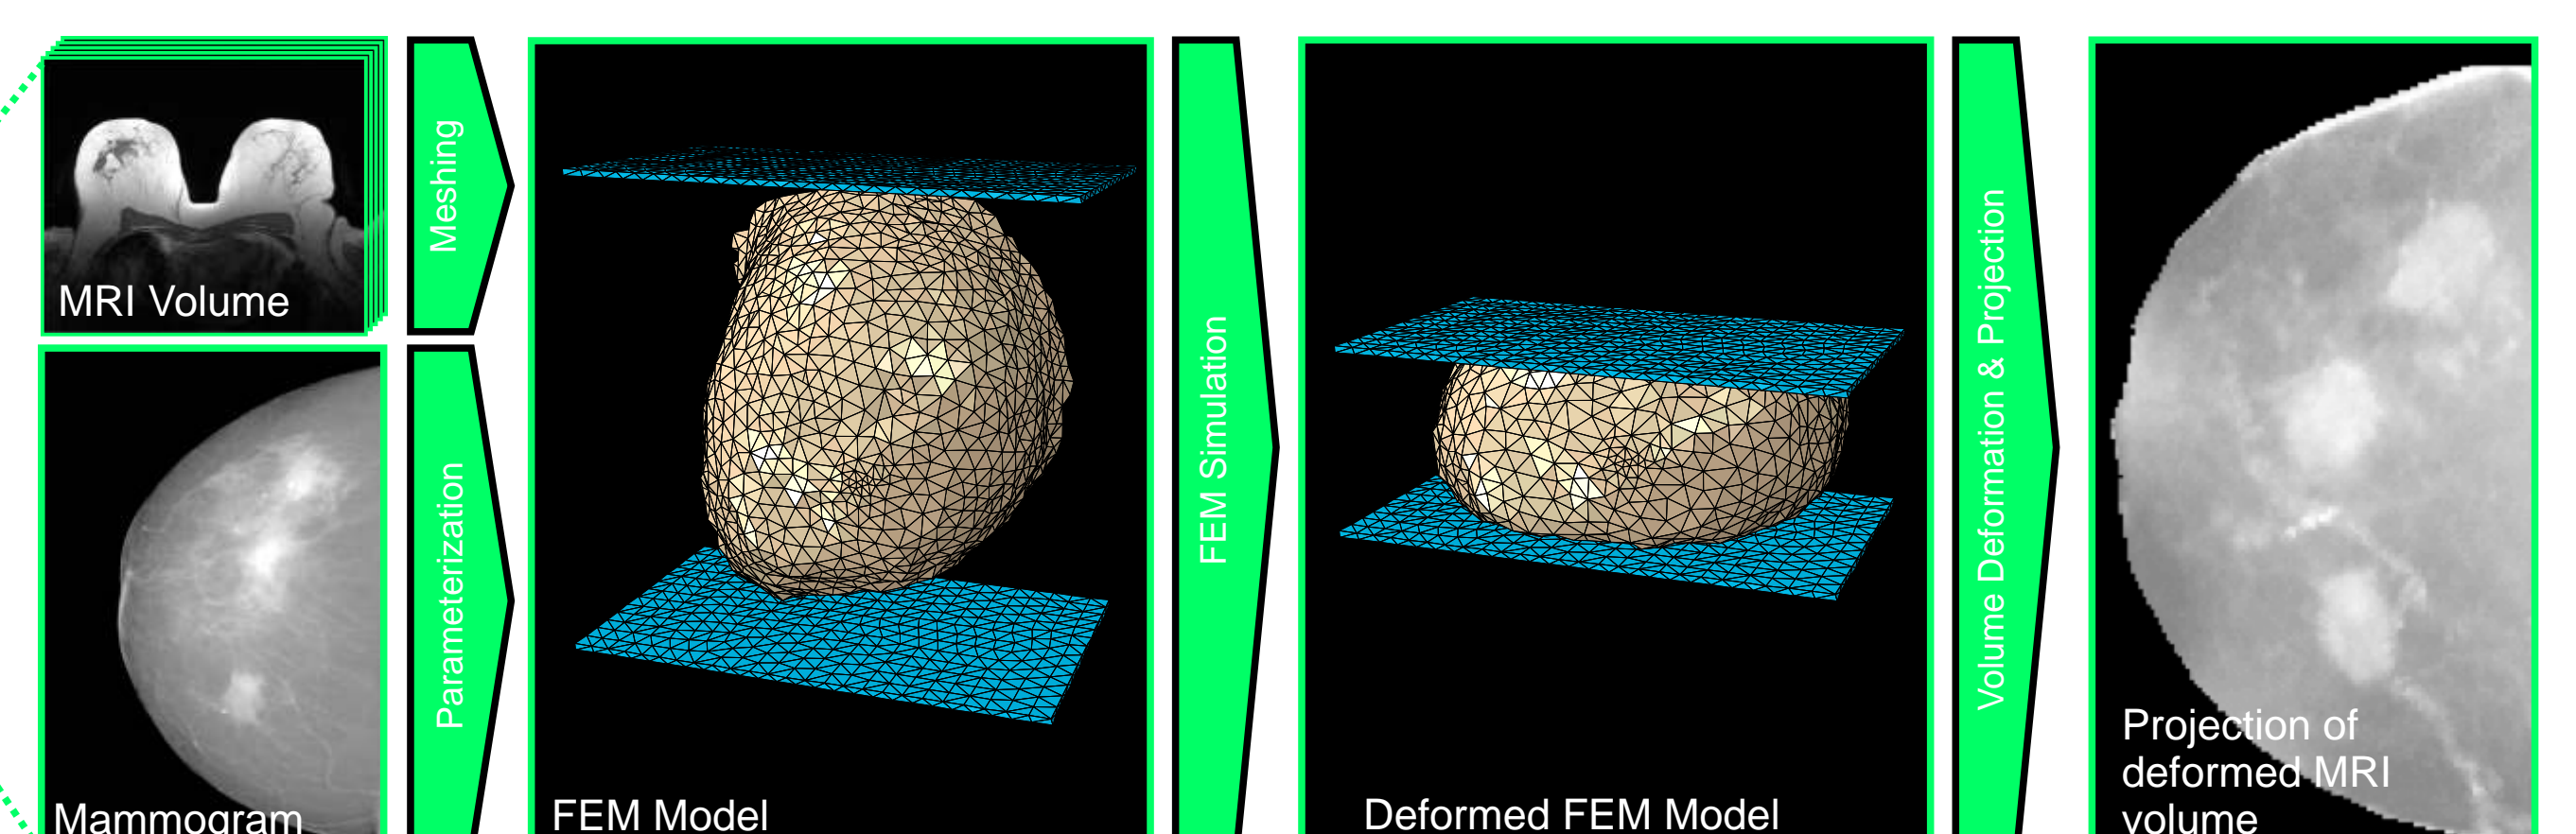 MRI Volume
Meshing
Mammogram
Parameterization
FEM Model
FEM Simulation
Deformed FEM Model
Volume Deformation & Projection
Projection of
deformed MRI
volume